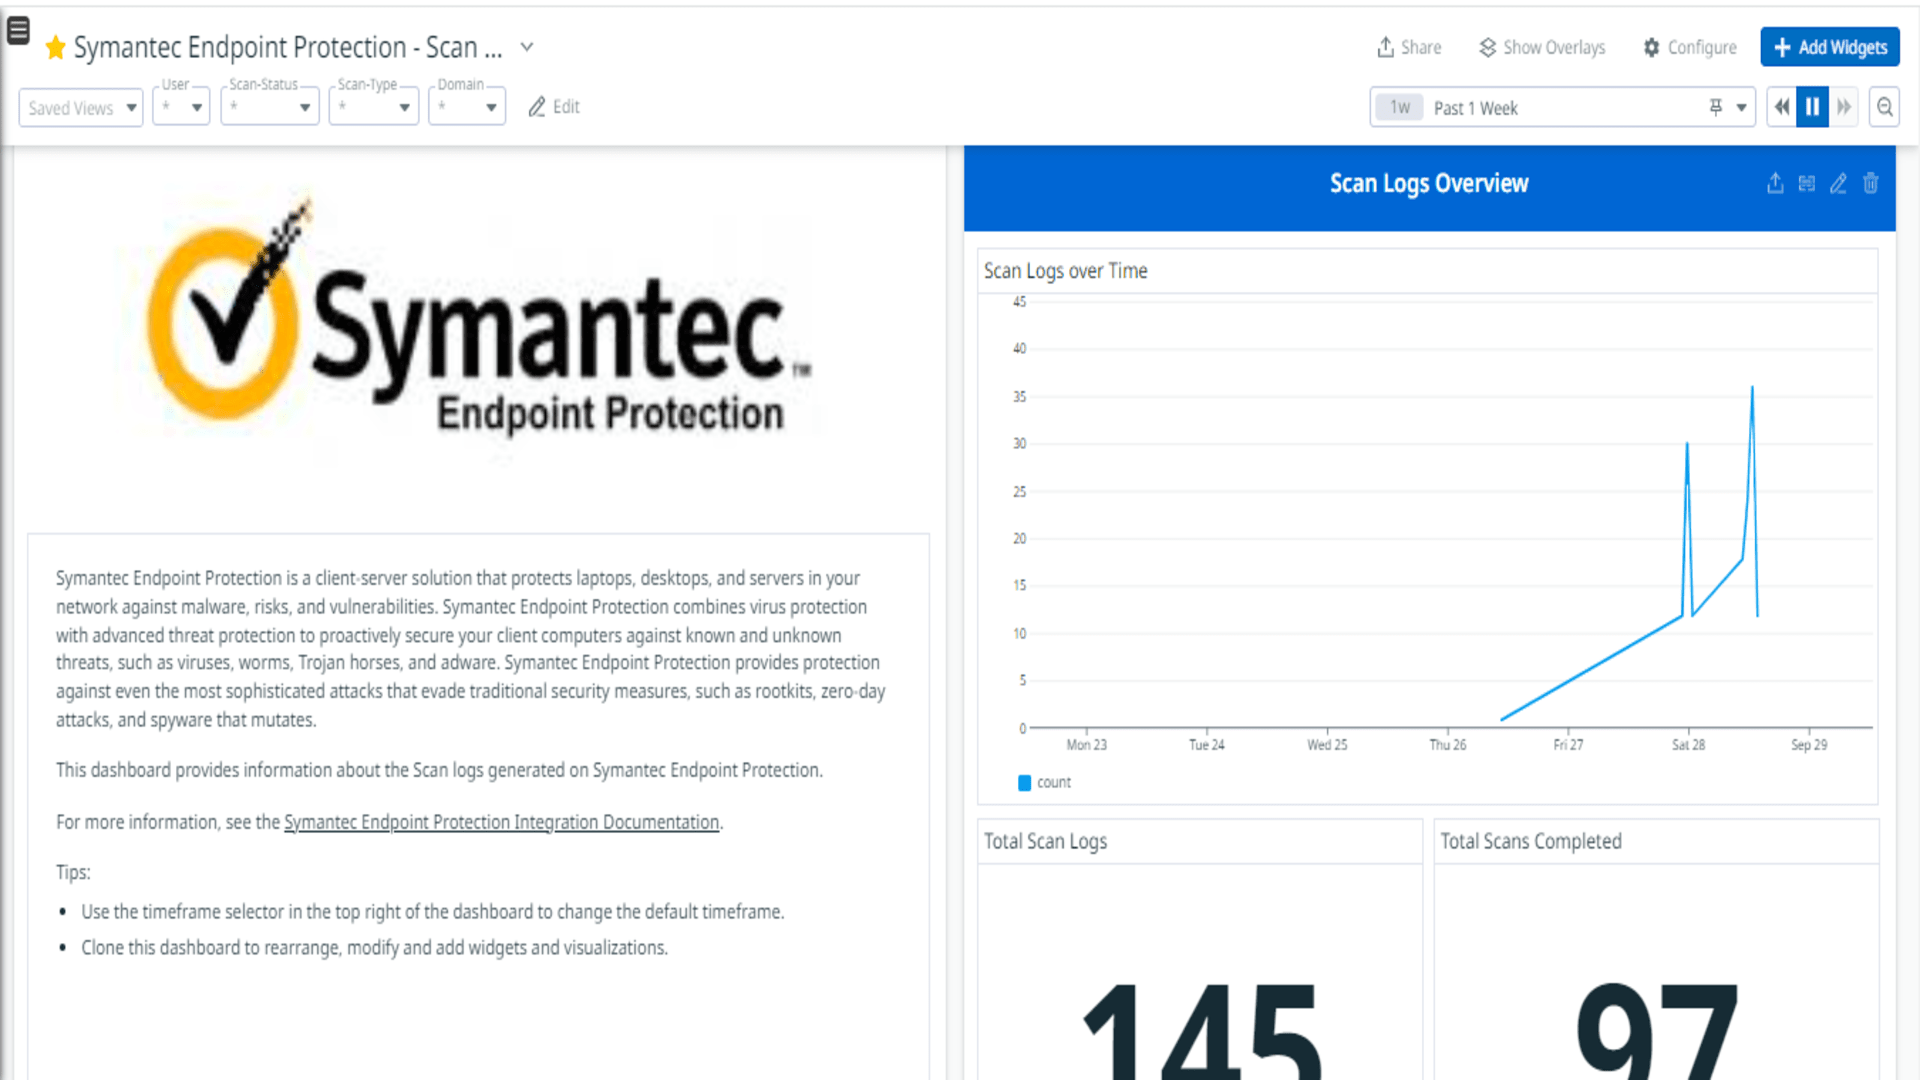 Symantec Endpoint Protection - Scan ...
Share
Show Overlays
Configure
+ Add Widgets
Saved Views
User
*
Scan-Status
*
Scan-Type
*
Domain
*
Edit
1w
Past 1 Week
Symantec™
Endpoint Protection
Symantec Endpoint Protection is a client-server solution that protects laptops, desktops, and servers in your
network against malware, risks, and vulnerabilities. Symantec Endpoint Protection combines virus protection
with advanced threat protection to proactively secure your client computers against known and unknown
threats, such as viruses, worms, Trojan horses, and adware. Symantec Endpoint Protection provides protection
against even the most sophisticated attacks that evade traditional security measures, such as rootkits, zero-day
attacks, and spyware that mutates.
This dashboard provides information about the Scan logs generated on Symantec Endpoint Protection.
For more information, see the Symantec Endpoint Protection Integration Documentation.
Tips:
• Use the timeframe selector in the top right of the dashboard to change the default timeframe.
• Clone this dashboard to rearrange, modify and add widgets and visualizations.
Scan Logs Overview
Scan Logs over Time
45
40
35
30
25
20
15
10
5
0
Mon 23
Tue 24
Wed 25
Thu 26
Fri 27
Sat 28
Sep 29
count
Total Scan Logs
145
Total Scans Completed
97